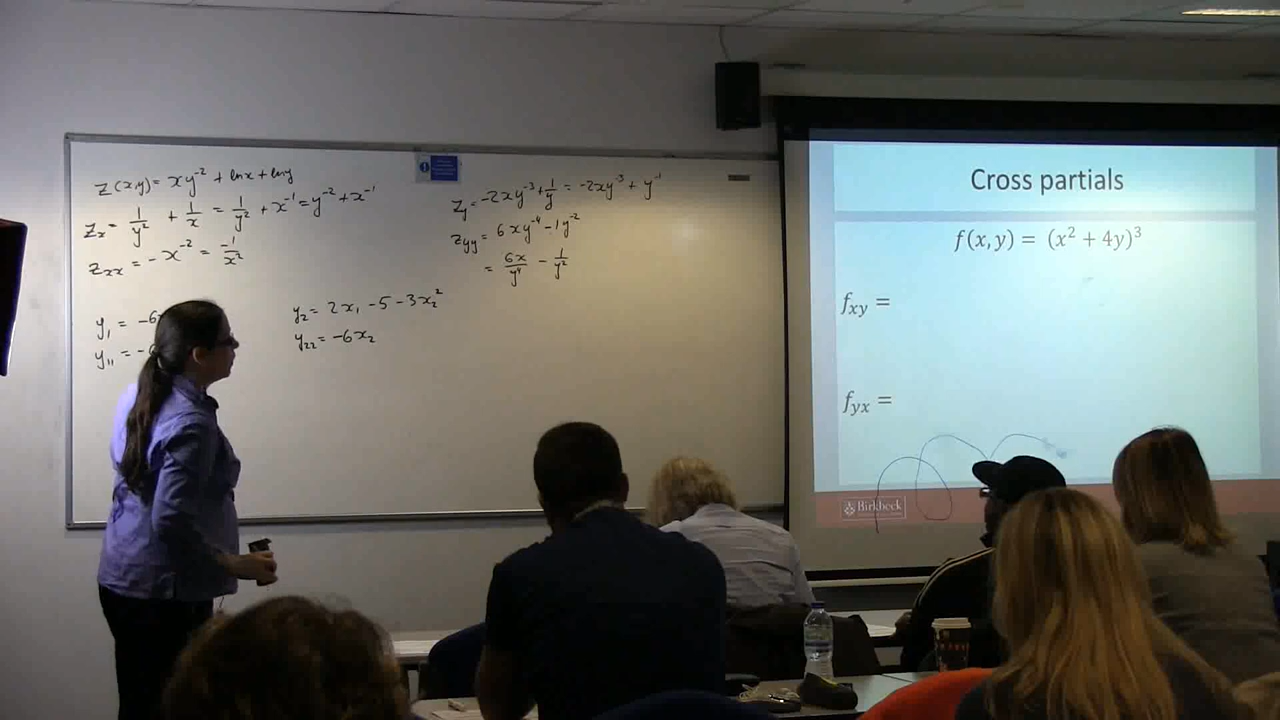 Z(x,y) = xy⁻² + ln x + ln y
Zₓ = 1/y² + 1/x = 1/y² + x⁻¹ = y⁻² + x⁻¹
Zₓₓ = -x⁻² = -1/x²
Z_y = -2xy⁻³ + 1/y = -2xy⁻³ + y⁻¹
Z_yy = 6xy⁻⁴ - 1y⁻²
= 6x/y⁴ - 1/y²
y₁ = -6
y₁₁ = -
y₂ = 2x₁ - 5 - 3x₂²
y₂₂ = -6x₂
Cross partials
f(x, y) = (x² + 4y)³
f_xy =
f_yx =
Birkbeck